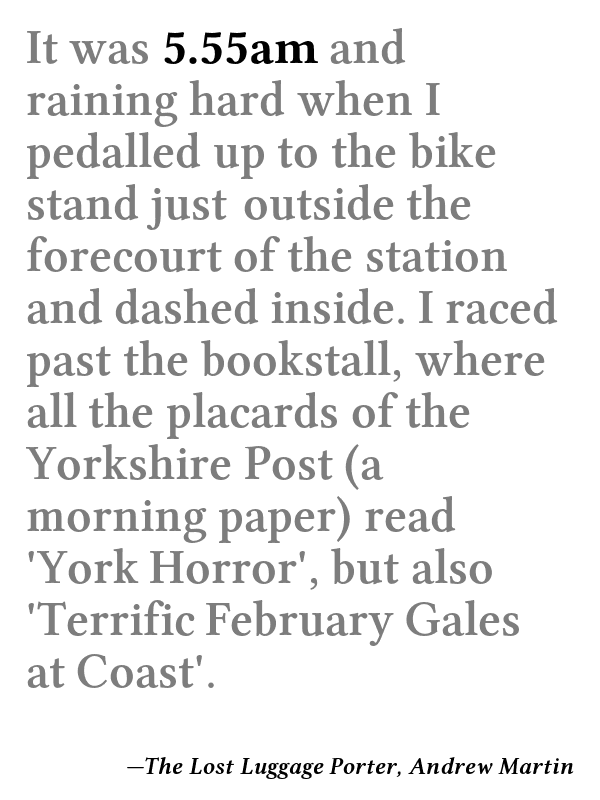 It was 5.55am and
raining hard when I
pedalled up to the bike
stand just outside the
forecourt of the station
and dashed inside. I raced
past the bookstall, where
all the placards of the
Yorkshire Post (a
morning paper) read
'York Horror', but also
'Terrific February Gales
at Coast'.
—The Lost Luggage Porter, Andrew Martin